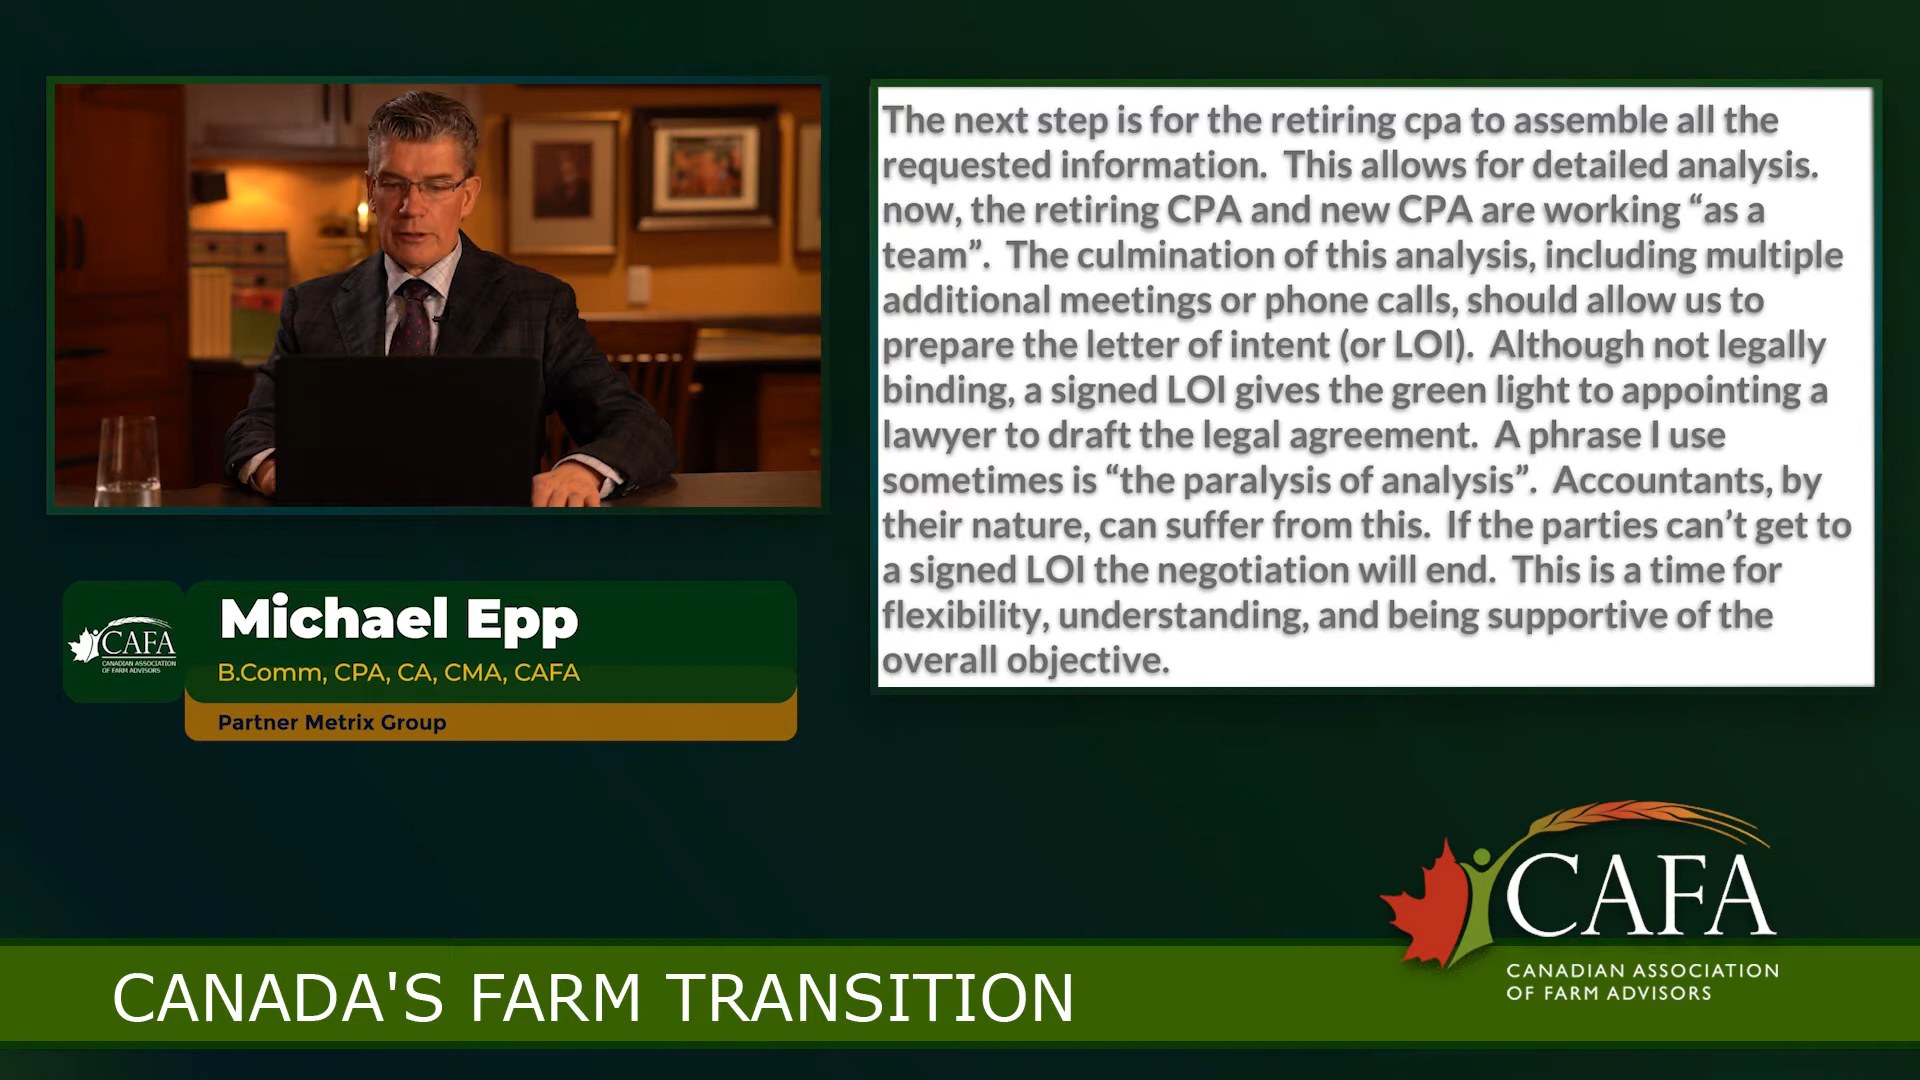 The next step is for the retiring cpa to assemble all the
requested information.  This allows for detailed analysis.
now, the retiring CPA and new CPA are working “as a
team”.  The culmination of this analysis, including multiple
additional meetings or phone calls, should allow us to
prepare the letter of intent (or LOI).  Although not legally
binding, a signed LOI gives the green light to appointing a
lawyer to draft the legal agreement.  A phrase I use
sometimes is “the paralysis of analysis”.  Accountants, by
their nature, can suffer from this.  If the parties can’t get to
a signed LOI the negotiation will end.  This is a time for
flexibility, understanding, and being supportive of the
overall objective.
CAFA
CANADIAN ASSOCIATION
OF FARM ADVISORS
Michael Epp
B.Comm, CPA, CA, CMA, CAFA
Partner Metrix Group
CAFA
CANADIAN ASSOCIATION
OF FARM ADVISORS
CANADA'S FARM TRANSITION